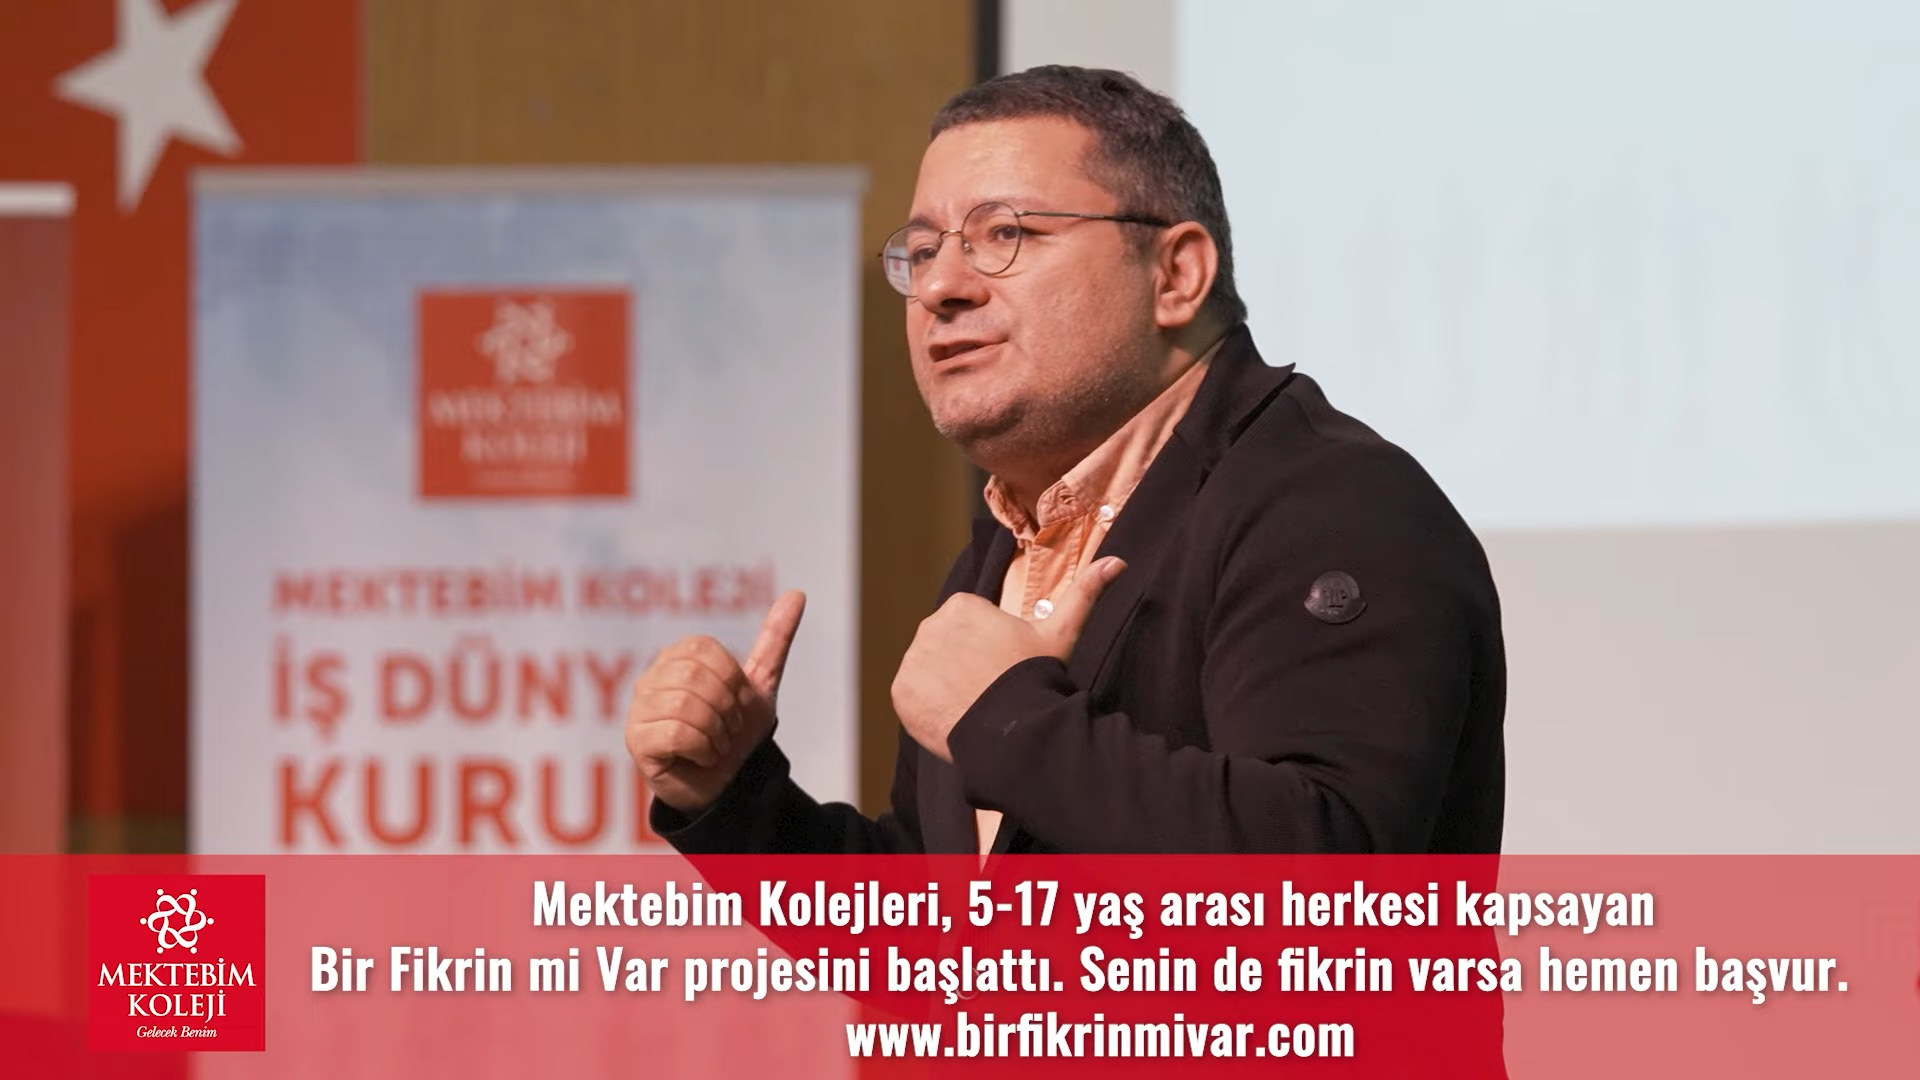 MEKTEBİM
KOLEJİ
MEKTEBİM KOLEJİ
İŞ DÜNY
KURUL
Mektebim Kolejleri, 5-17 yaş arası herkesi kapsayan
Bir Fikrin mi Var projesini başlattı. Senin de fikrin varsa hemen başvur.
www.birfikrinmivar.com
MEKTEBİM
KOLEJİ
Gelecek Benim